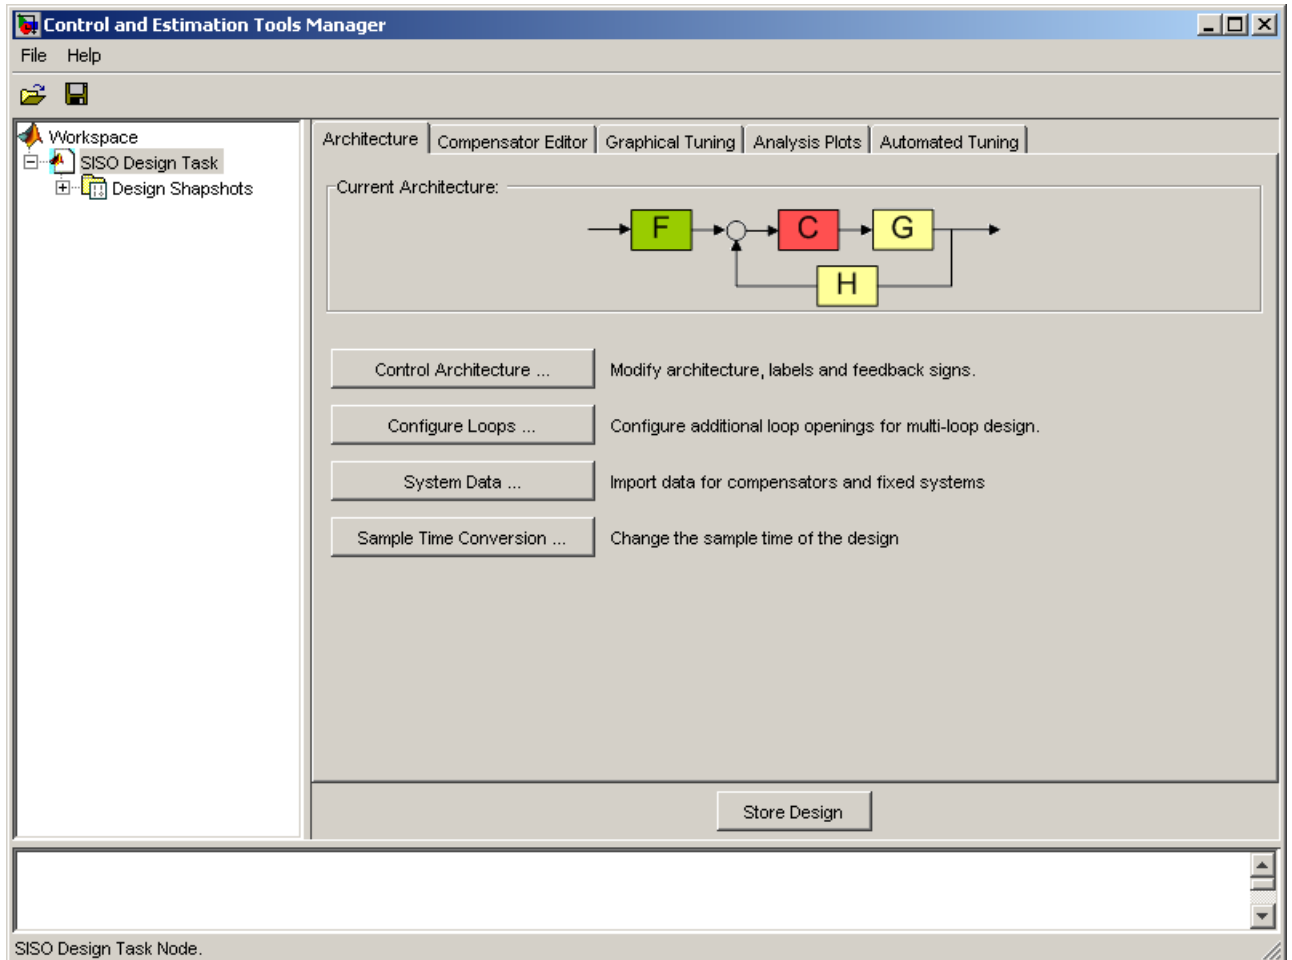 Control and Estimation Tools Manager
File Help
Workspace
SISO Design Task
Design Shapshots
Architecture Compensator Editor Graphical Tuning Analysis Plots Automated Tuning
Current Architecture:
F C G
H
Control Architecture ... Modify architecture, labels and feedback signs.
Configure Loops ... Configure additional loop openings for multi-loop design.
System Data ... Import data for compensators and fixed systems
Sample Time Conversion ... Change the sample time of the design
Store Design
SISO Design Task Node.